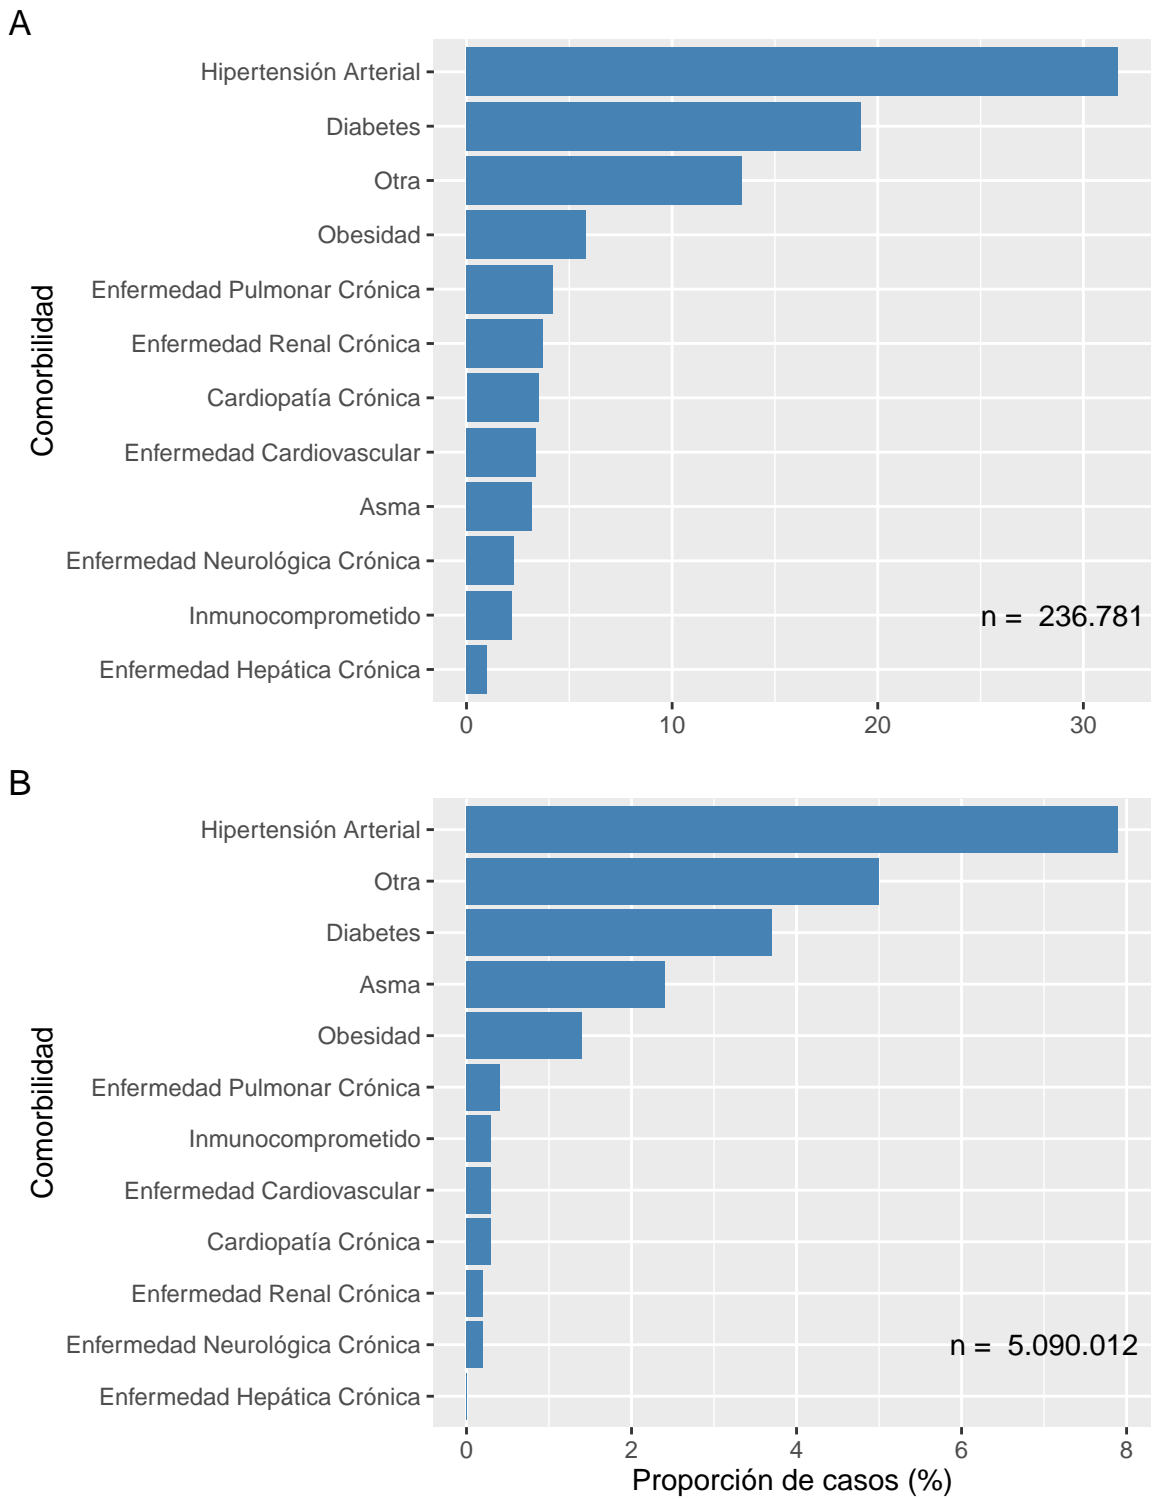 A
Hipertensión Arterial
Diabetes
Otra
Obesidad
Enfermedad Pulmonar Crónica
Enfermedad Renal Crónica
Cardiopatía Crónica
Enfermedad Cardiovascular
Asma
Enfermedad Neurológica Crónica
Inmunocomprometido
Enfermedad Hepática Crónica
Comorbilidad
n = 236.781
0 10 20 30
B
Hipertensión Arterial
Otra
Diabetes
Asma
Obesidad
Enfermedad Pulmonar Crónica
Inmunocomprometido
Enfermedad Cardiovascular
Cardiopatía Crónica
Enfermedad Renal Crónica
Enfermedad Neurológica Crónica
Enfermedad Hepática Crónica
Comorbilidad
n = 5.090.012
0 2 4 6 8
Proporción de casos (%)